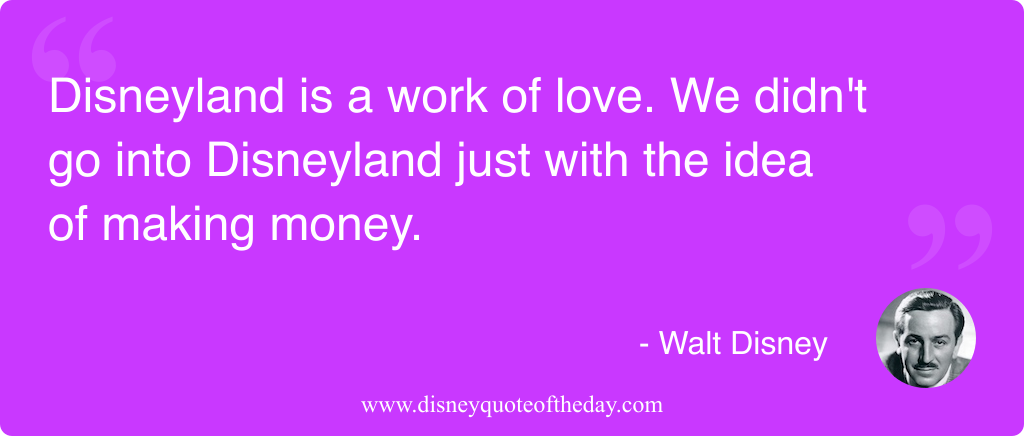 Disneyland is a work of love. We didn't
go into Disneyland just with the idea
of making money.
- Walt Disney
www.disneyquoteoftheday.com